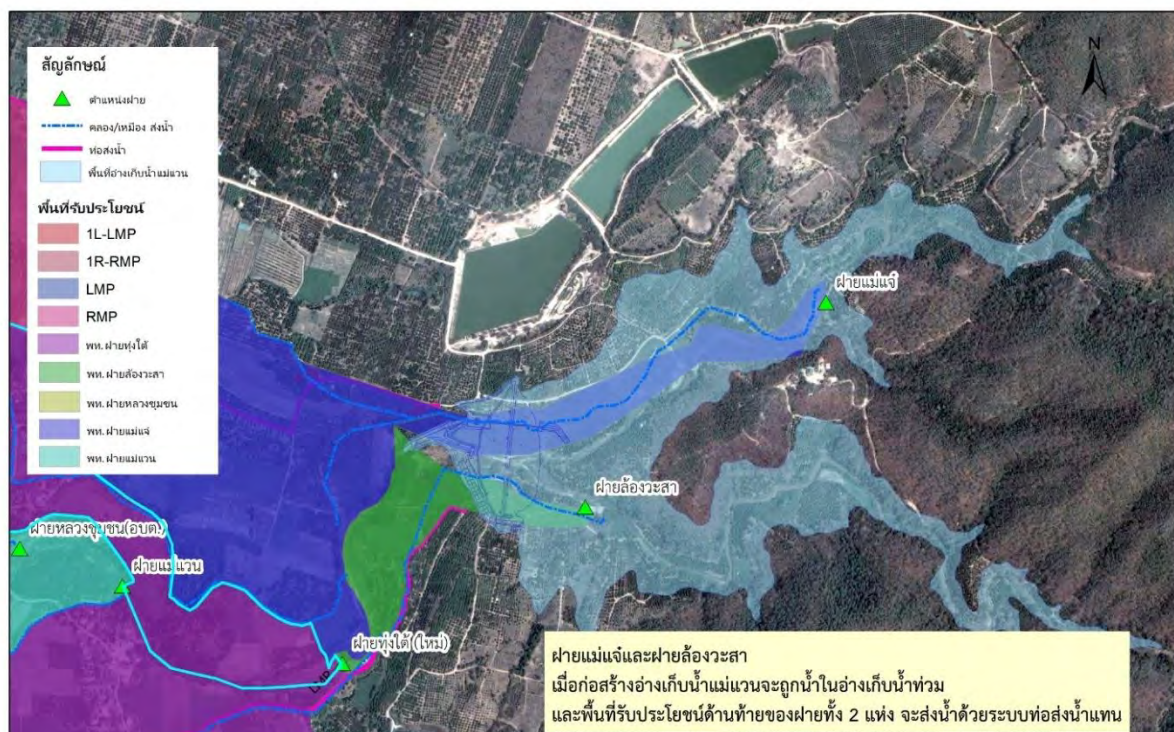 สัญลักษณ์
ตำแหน่งฝาย
คลอง/เหมือง ส่งน้ำ
ท่อส่งน้ำ
พื้นที่อ่างเก็บน้ำแม่แวน
พื้นที่รับประโยชน์
1L-LMP
1R-RMP
LMP
RMP
พท.ฝายทุ่งใต้
พท.ฝายล้องวะสา
พท.ฝายหลวงชุมชน
พท.ฝายแม่แจ๋
พท.ฝายแม่แวน
N
ฝายแม่แจ๋
ฝายล้องวะสา
ฝายหลวงชุมชน(อบต.)
ฝายแม่แวน
ฝายทุ่งใต้ (ใหม่)
LMP
ฝายแม่แจ๋และฝายล้องวะสา
เมื่อก่อสร้างอ่างเก็บน้ำแม่แวนจะถูกน้ำในอ่างเก็บน้ำท่วม
และพื้นที่รับประโยชน์ด้านท้ายของฝายทั้ง 2 แห่ง จะส่งน้ำด้วยระบบท่อส่งน้ำแทน